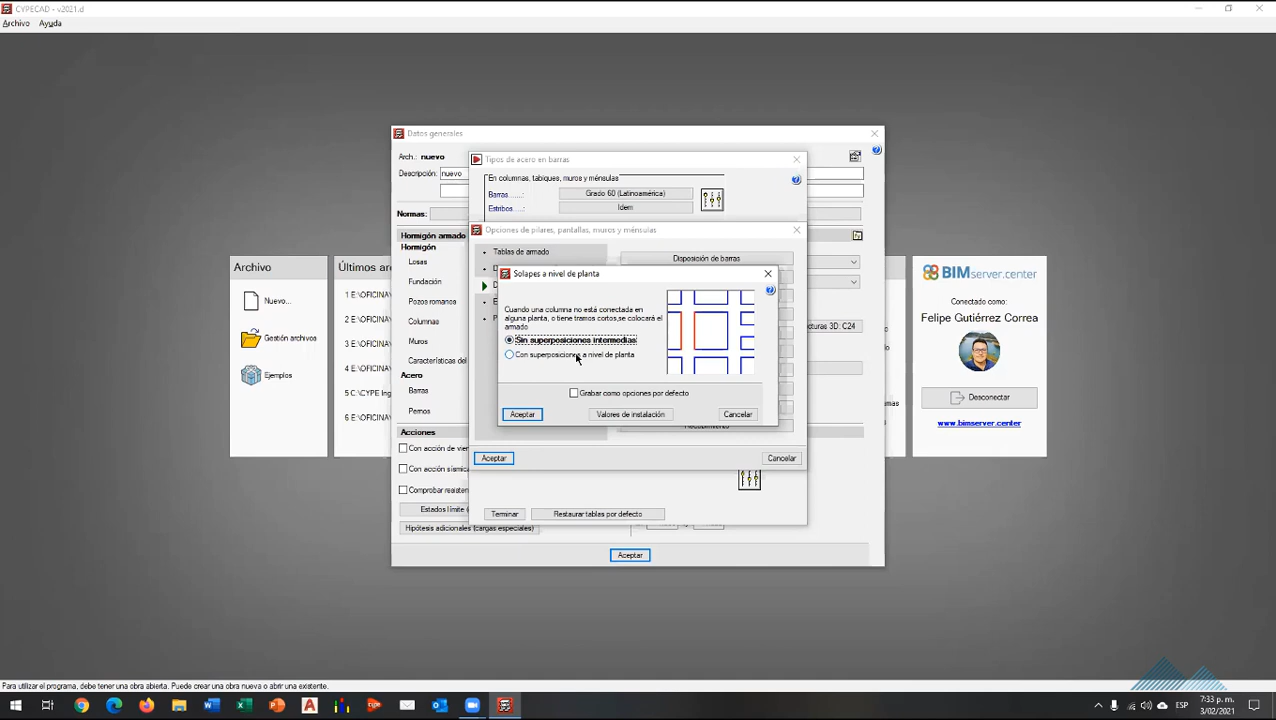 CYPECAD - v2021.d
Archivo Ayuda
Datos generales
Arch.: nuevo
Descripción: nuevo
Normas:
Hormigón armado
Hormigón
Losas
Fundación
Pozos romanos
Columnas
Muros
Características del
Acero
Barras
Pernos
Acciones
Con acción de vien
Con acción sísmica
Comprobar resisten
Estados límite (
Hipótesis adicionales (cargas especiales)
Aceptar
Tipos de acero en barras
En columnas, tabiques, muros y ménsulas
Barras ......: Grado 60 (Latinoamérica)
Estribos ....: Idem
Terminar Restaurar tablas por defecto
Opciones de pilares, pantallas, muros y ménsulas
Tablas de armado
D
D
E
P
Disposición de barras
Recubrimiento
Aceptar Cancelar
Solapes a nivel de planta
Cuando una columna no está conectada en
alguna planta, o tiene tramos cortos,se colocará el
armado
Sin superposiciones intermedias
Con superposiciones a nivel de planta
Grabar como opciones por defecto
Aceptar Valores de instalación Cancelar
Archivo
Nuevo...
Gestión archivos
Ejemplos
Últimos ar
1 E:\OFICINA\
2 E:\OFICINA\
3 E:\OFICINA\
4 E:\OFICINA\
5 C:\CYPE Ing
6 E:\OFICINA\
ructuras 3D: C24
amas
BIMserver.center
Conectado como:
Felipe Gutiérrez Correa
Desconectar
www.bimserver.center
Para utilizar el programa, debe tener una obra abierta. Puede crear una obra nueva o abrir una existente.
ESP
7:33 p. m.
3/02/2021